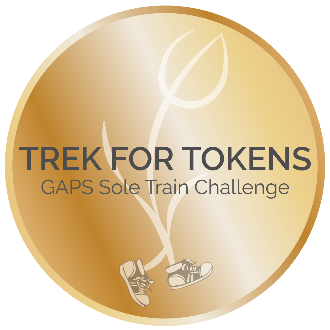 TREK FOR TOKENS
GAPS Sole Train Challenge